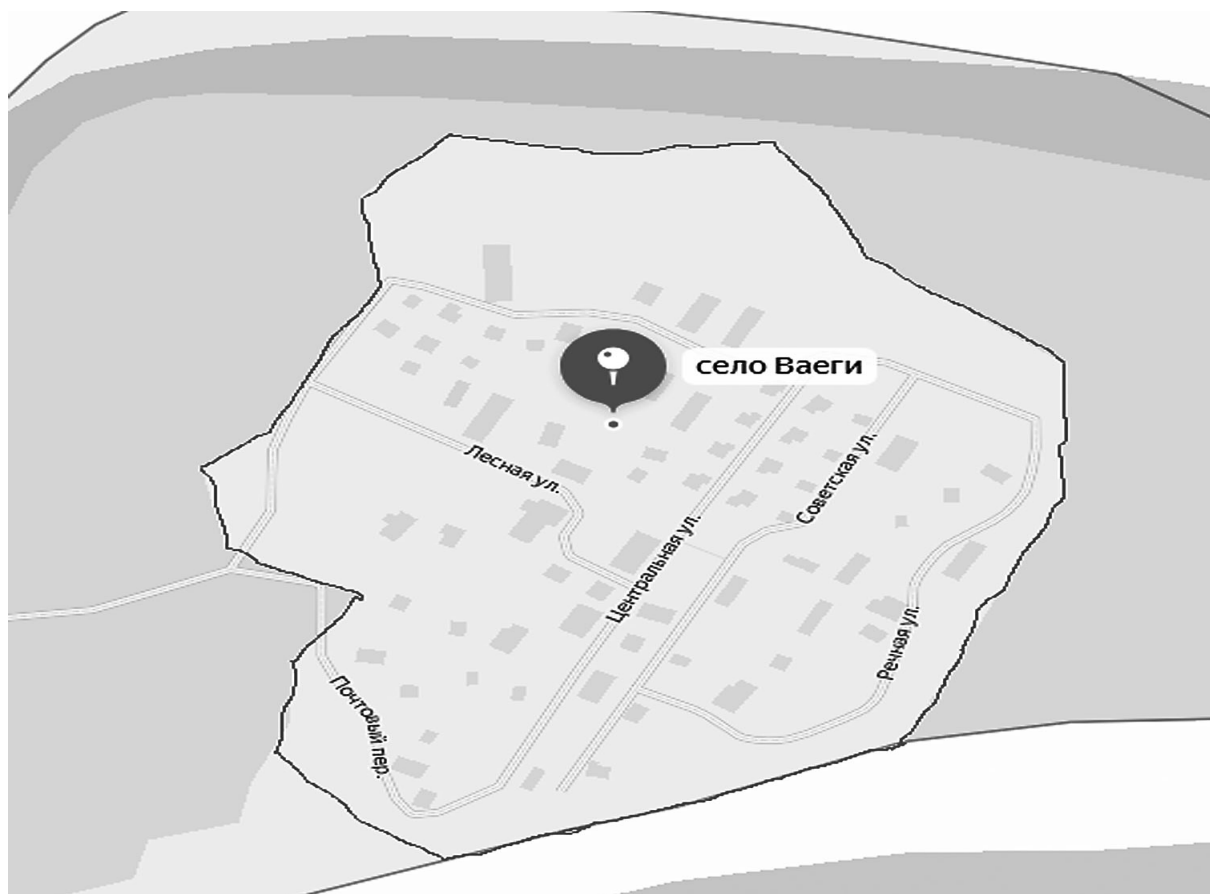 село Ваеги
Лесная ул.
Советская ул.
Центральная ул.
Речная ул.
Почтовый пер.